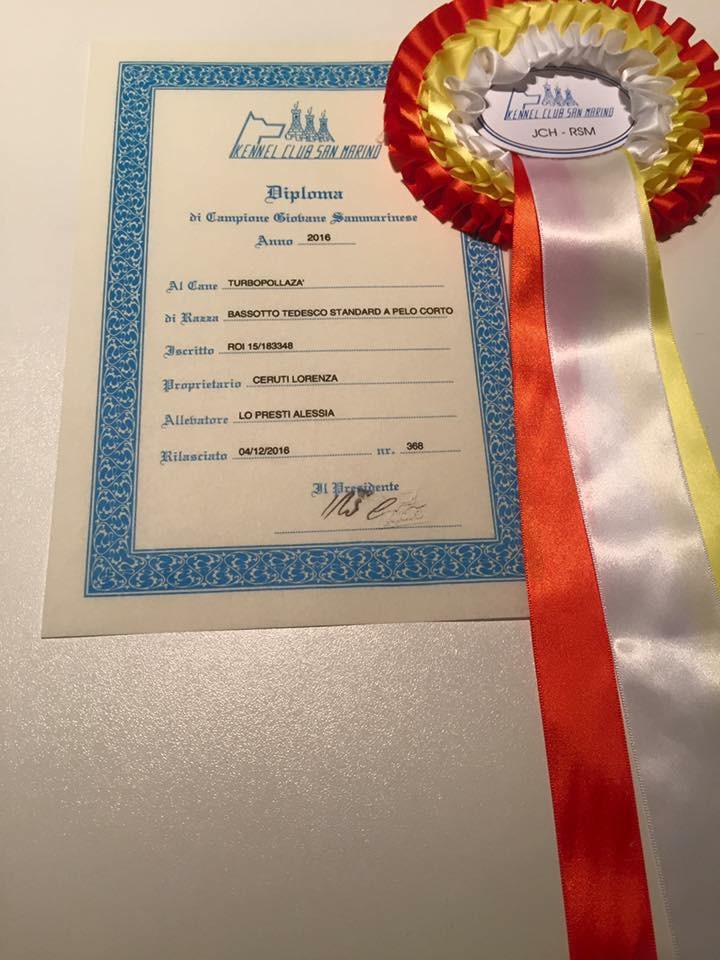 KENNEL CLUB SAN MARINO
Diploma
di Campione Giovane Sammarinese
Anno 2016
Al Cane TURBOPOLLAZA'
di Razza BASSOTTO TEDESCO STANDARD A PELO CORTO
Iscritto ROI 15/183348
Proprietario CERUTI LORENZA
Allevatore LO PRESTI ALESSIA
Rilasciato 04/12/2016 nr. 368
Il Presidente
KENNEL CLUB SAN MARINO
JCH - RSM